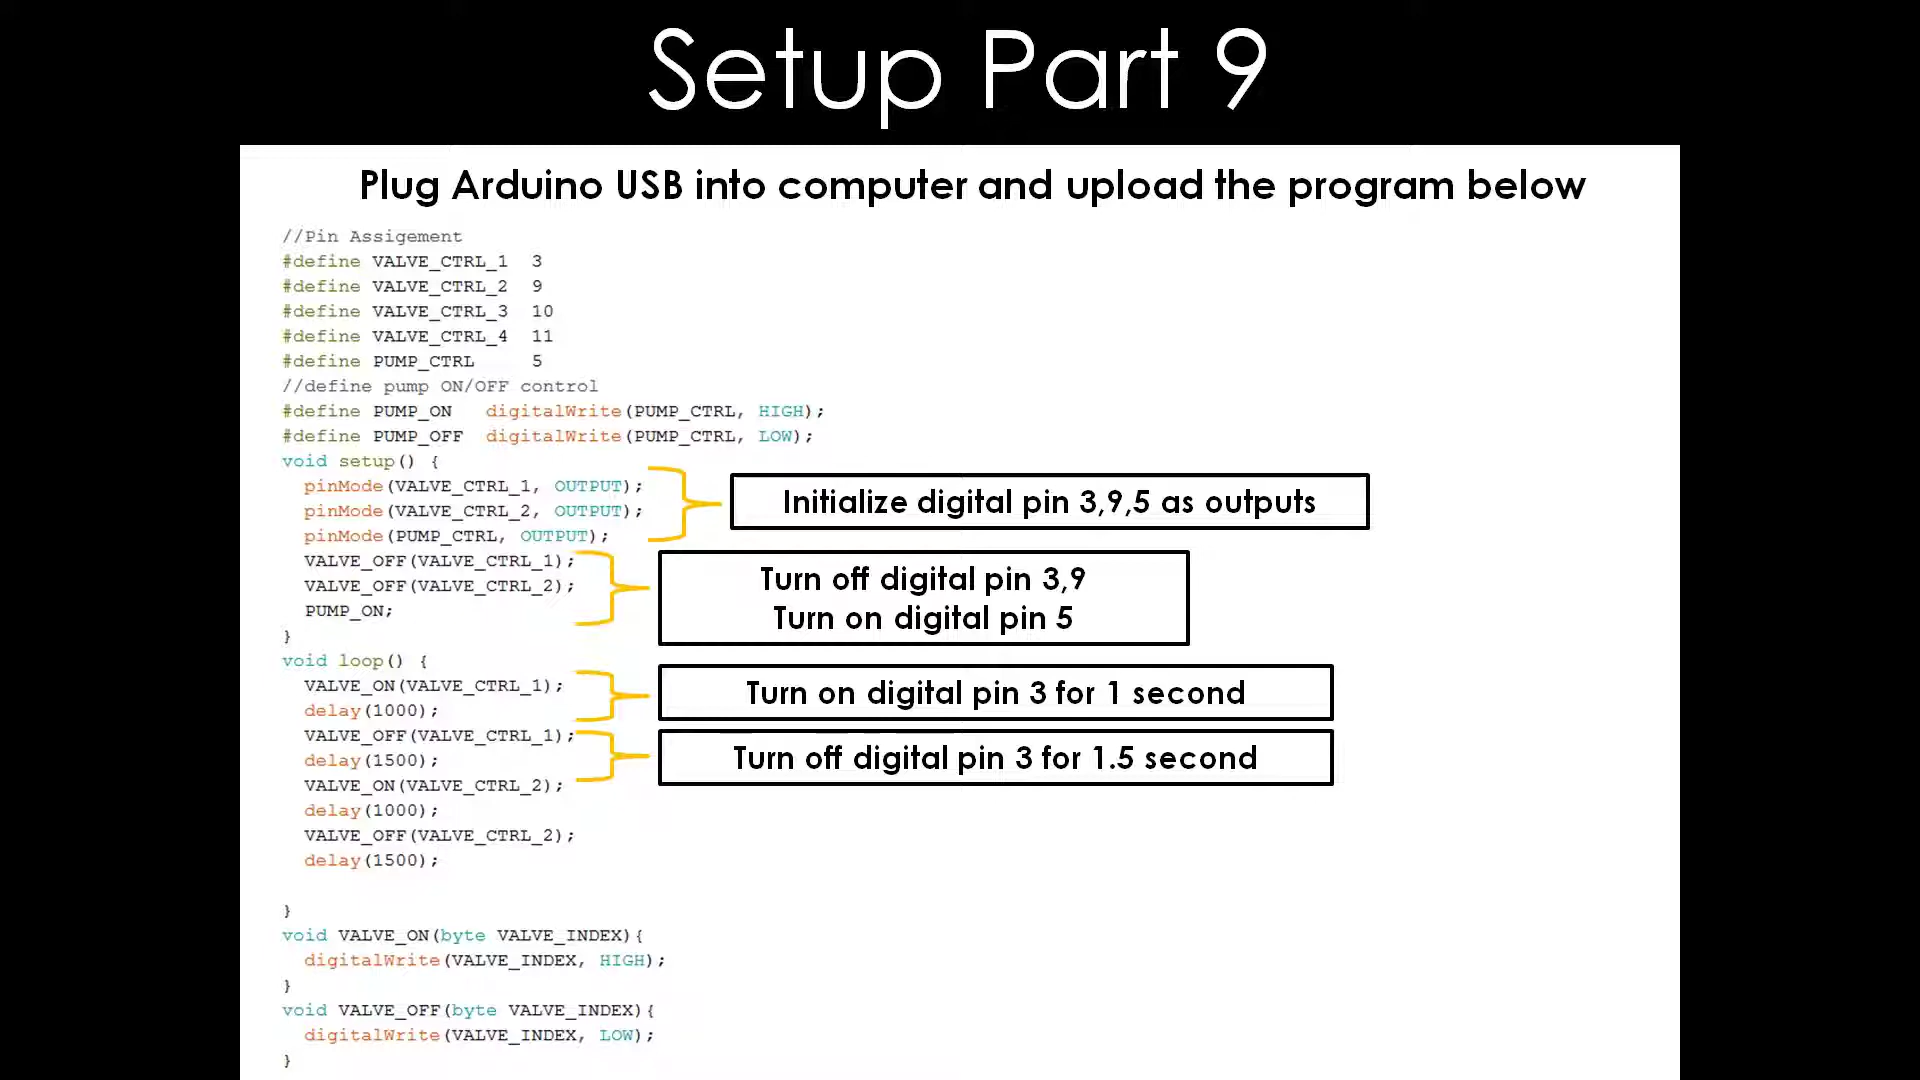 Setup Part 9
Plug Arduino USB into computer and upload the program below
//Pin Assigement
#define VALVE_CTRL_1  3
#define VALVE_CTRL_2  9
#define VALVE_CTRL_3  10
#define VALVE_CTRL_4  11
#define PUMP_CTRL     5
//define pump ON/OFF control
#define PUMP_ON   digitalWrite(PUMP_CTRL, HIGH);
#define PUMP_OFF  digitalWrite(PUMP_CTRL, LOW);
void setup() {
  pinMode(VALVE_CTRL_1, OUTPUT);
  pinMode(VALVE_CTRL_2, OUTPUT);
  pinMode(PUMP_CTRL, OUTPUT);
Initialize digital pin 3,9,5 as outputs
  VALVE_OFF(VALVE_CTRL_1);
  VALVE_OFF(VALVE_CTRL_2);
  PUMP_ON;
Turn off digital pin 3,9
Turn on digital pin 5
}
void loop() {
  VALVE_ON(VALVE_CTRL_1);
  delay(1000);
Turn on digital pin 3 for 1 second
  VALVE_OFF(VALVE_CTRL_1);
  delay(1500);
Turn off digital pin 3 for 1.5 second
  VALVE_ON(VALVE_CTRL_2);
  delay(1000);
  VALVE_OFF(VALVE_CTRL_2);
  delay(1500);
}
void VALVE_ON(byte VALVE_INDEX){
  digitalWrite(VALVE_INDEX, HIGH);
}
void VALVE_OFF(byte VALVE_INDEX){
  digitalWrite(VALVE_INDEX, LOW);
}